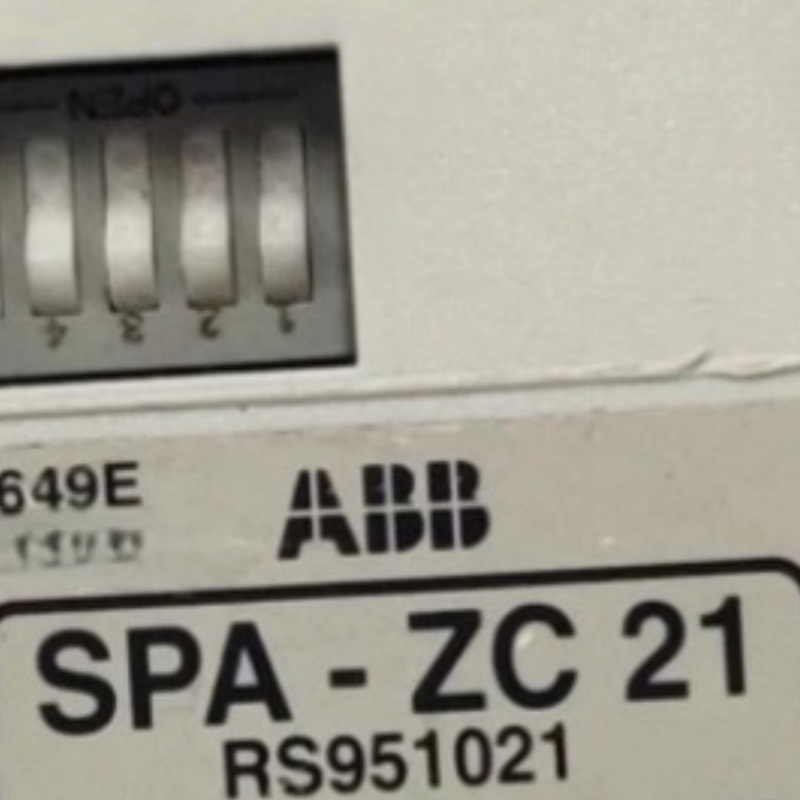 OPEN
4 3 2 1
649E
ABB
SPA - ZC 21
RS951021